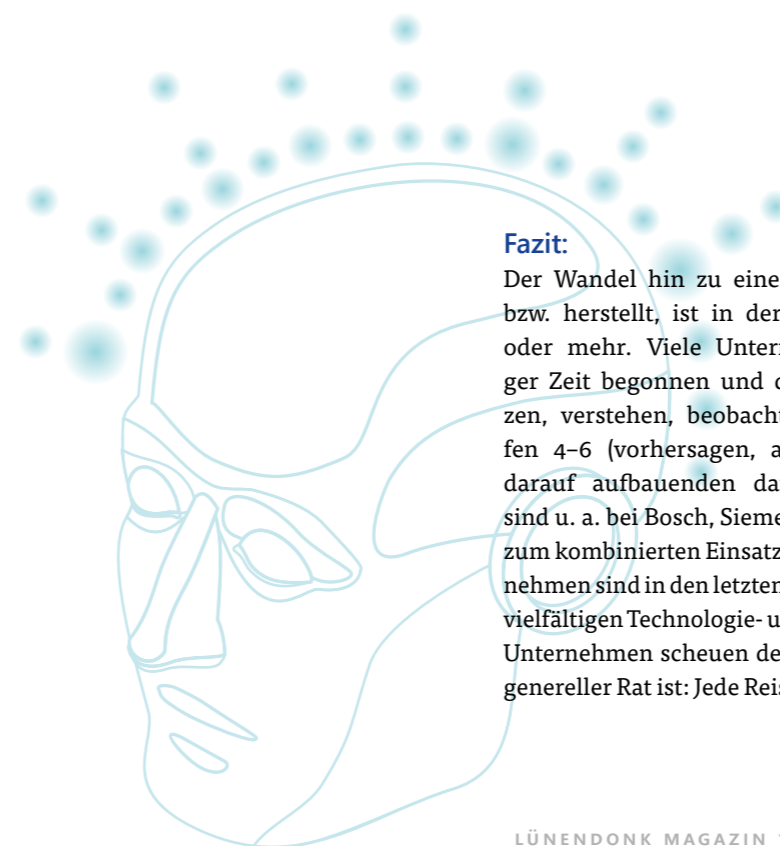 Fazit:
Der Wandel hin zu eine
bzw. herstellt, ist in der
oder mehr. Viele Unter
ger Zeit begonnen und
zen, verstehen, beobacht
fen 4–6 (vorhersagen, a
darauf aufbauenden da
sind u. a. bei Bosch, Sieme
zum kombinierten Einsatz
nehmen sind in den letzten
vielfältigen Technologie- u
Unternehmen scheuen de
genereller Rat ist: Jede Reis
LÜNENDONK MAGAZIN